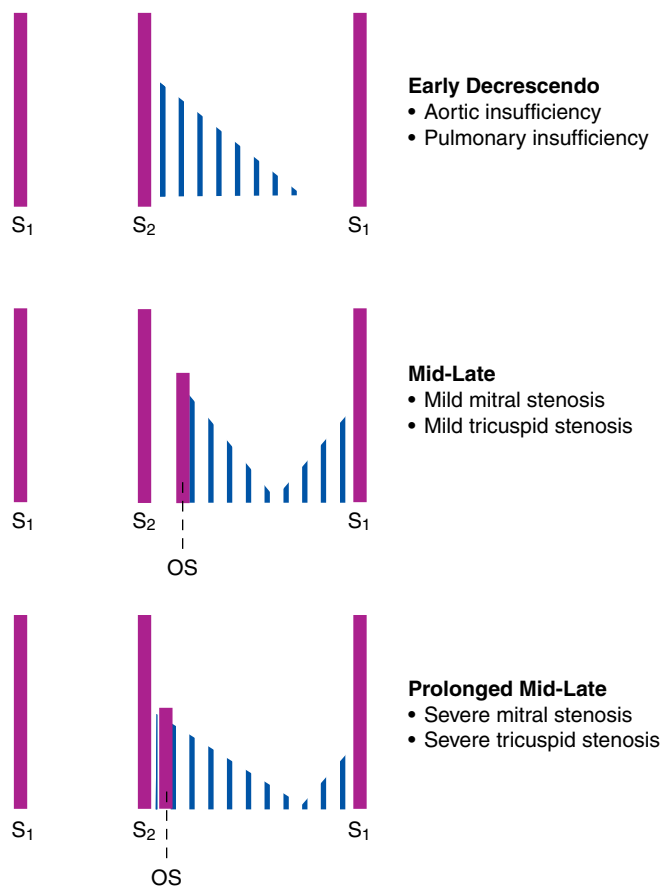 Early Decrescendo
• Aortic insufficiency
• Pulmonary insufficiency
S₁ S₂ S₁
Mid-Late
• Mild mitral stenosis
• Mild tricuspid stenosis
S₁ S₂ S₁
OS
Prolonged Mid-Late
• Severe mitral stenosis
• Severe tricuspid stenosis
S₁ S₂ S₁
OS